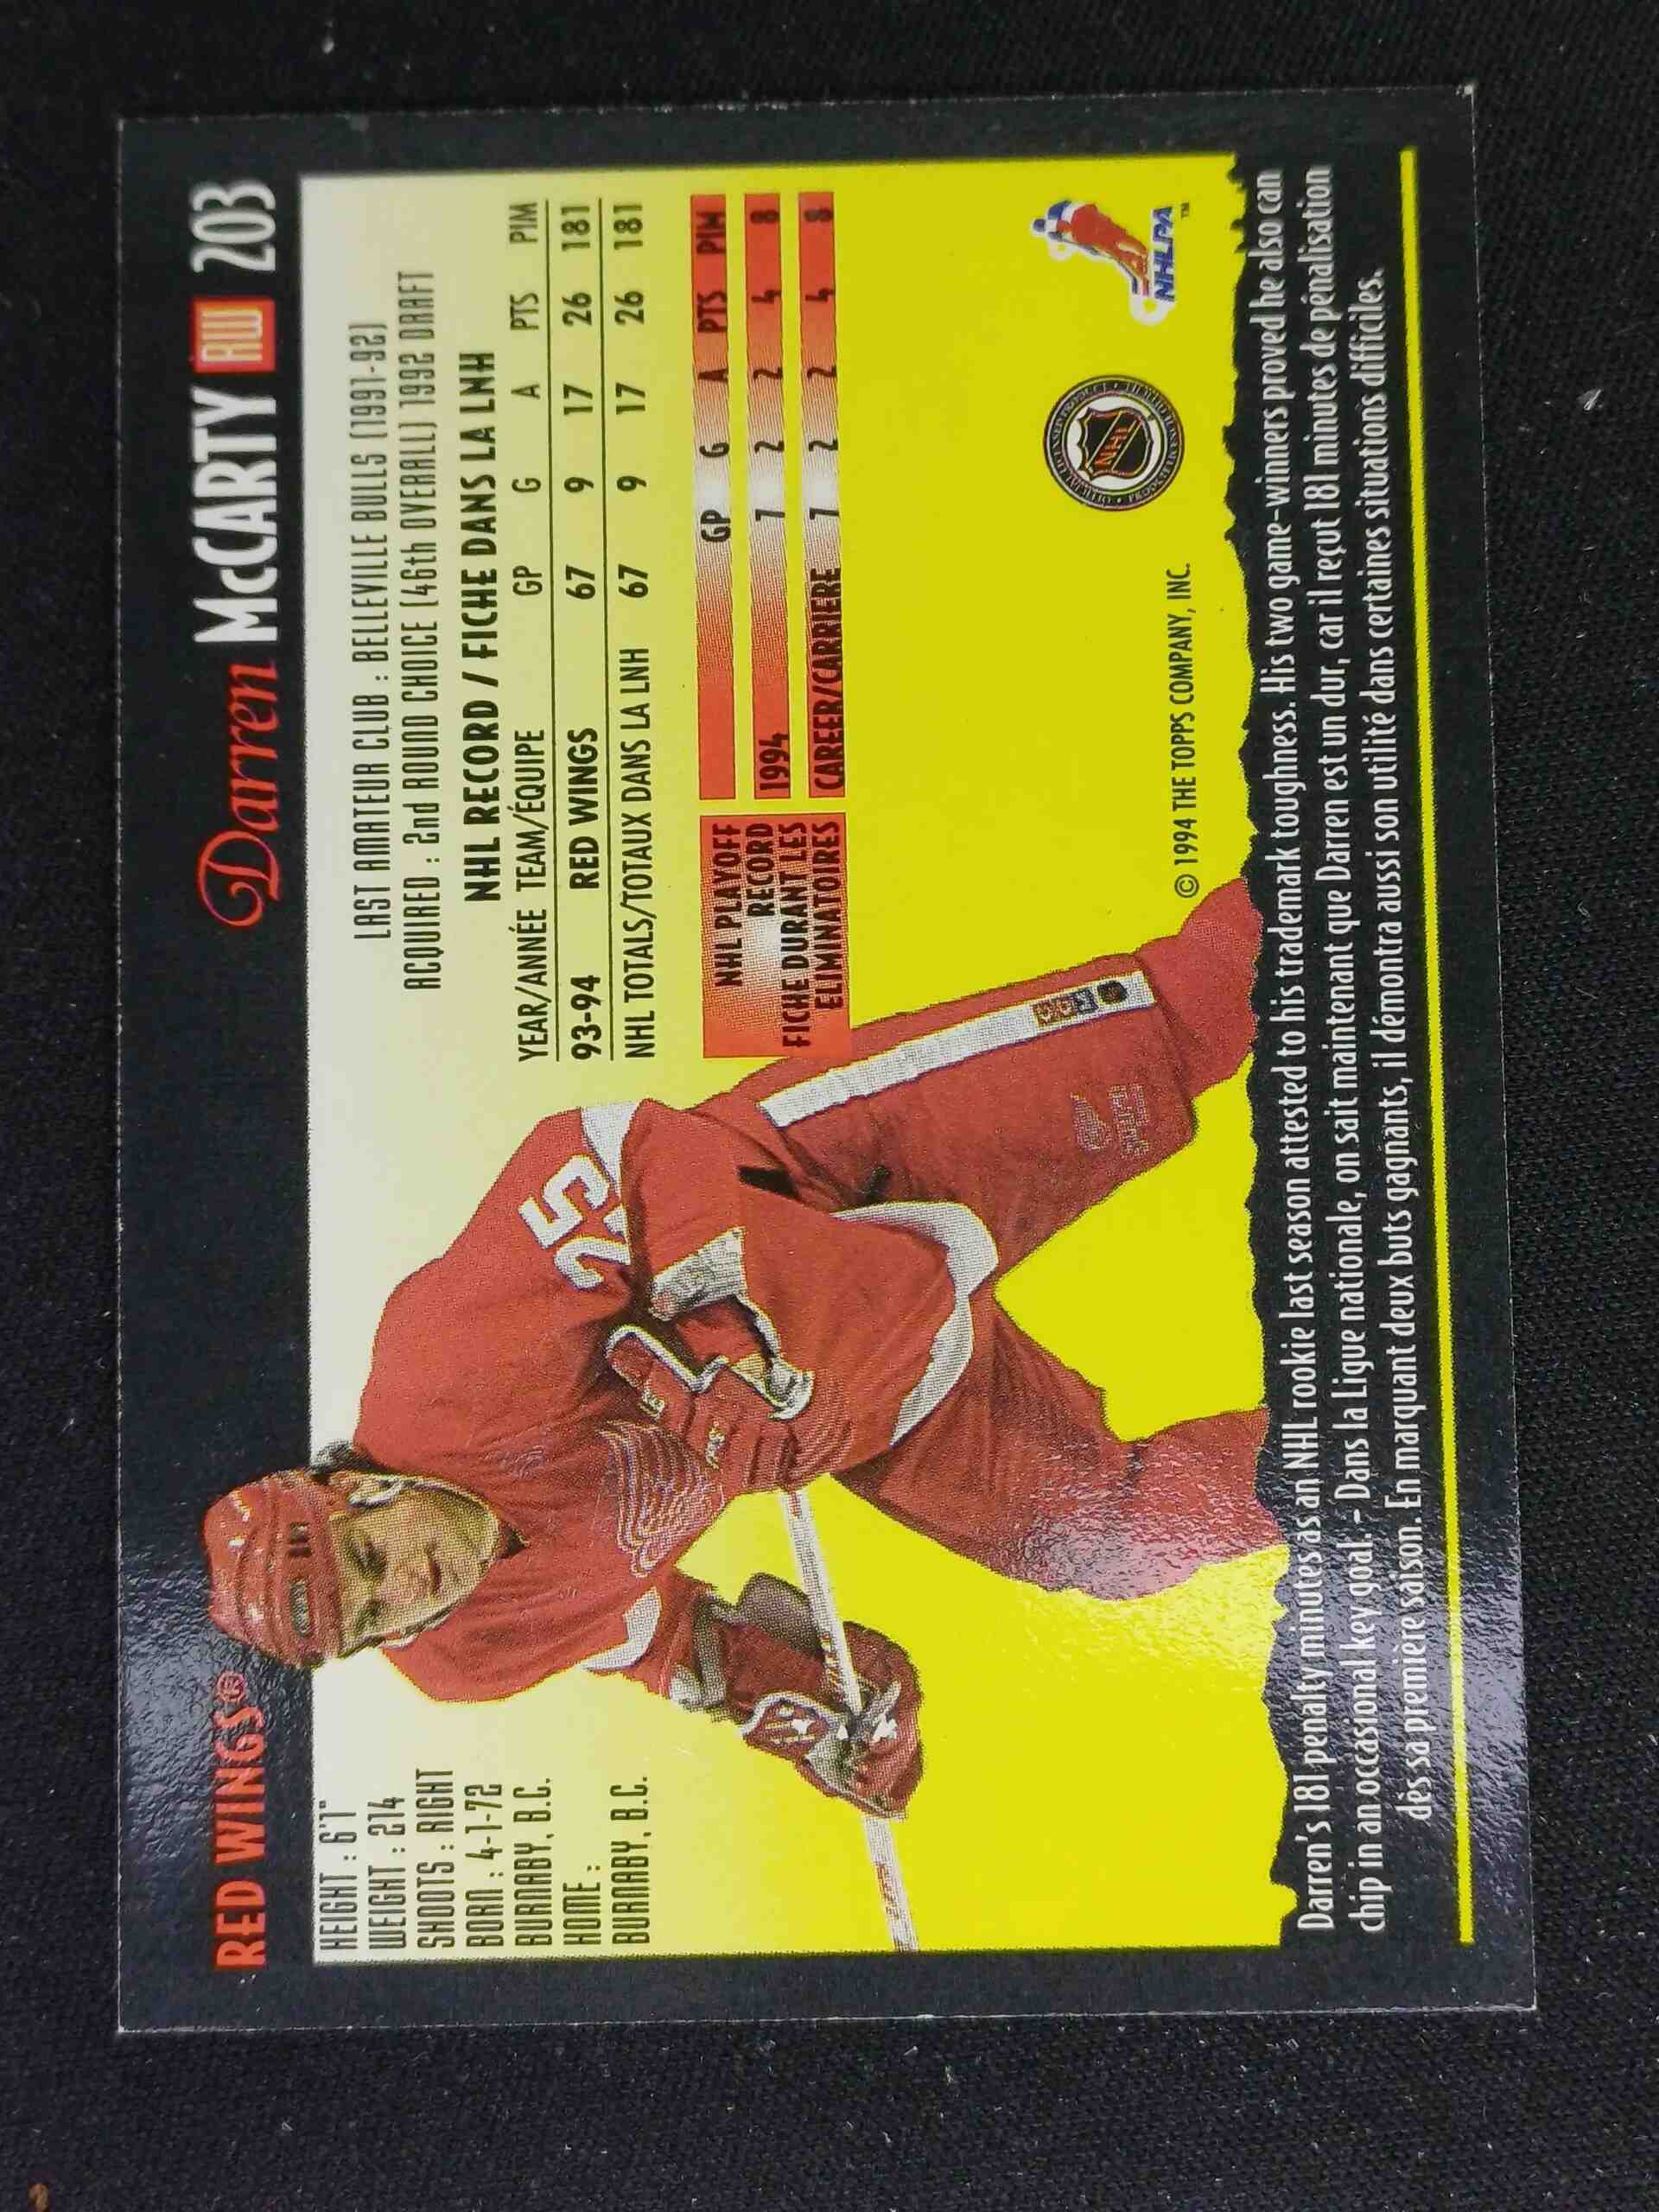 RED WINGS®
Darren McCARTY RW 203
HEIGHT : 6'1"
WEIGHT : 214
SHOOTS : RIGHT
BORN : 4-1-72
BURNABY, B.C.
HOME :
BURNABY, B.C.
LAST AMATEUR CLUB : BELLEVILLE BULLS (1991-92)
ACQUIRED : 2nd ROUND CHOICE (46th OVERALL) 1992 DRAFT
NHL RECORD / FICHE DANS LA LNH
YEAR/ANNÉE TEAM/ÉQUIPE GP G A PTS PIM
93-94 RED WINGS 67 9 17 26 181
NHL TOTALS/TOTAUX DANS LA LNH 67 9 17 26 181
NHL PLAYOFF
RECORD
FICHE DURANT LES
ELIMINATOIRES
GP G A PTS PIM
1994 7 2 2 4 8
CAREER/CARRIERE 7 2 2 4 8
25
© 1994 THE TOPPS COMPANY, INC.
NHL
NHLPA
TM
Darren's 181 penalty minutes as an NHL rookie last season attested to his trademark toughness. His two game-winners proved he also can
chip in an occasional key goal. - Dans la Ligue nationale, on sait maintenant que Darren est un dur, car il reçut 181 minutes de pénalisation
dès sa première saison. En marquant deux buts gagnants, il démontra aussi son utilité dans certaines situations difficiles.